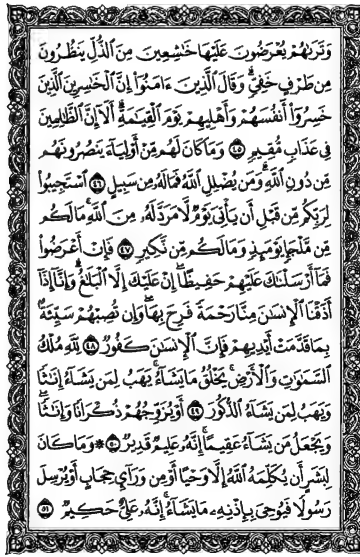 وَتَرَىٰهُمْ يُعْرَضُونَ عَلَيْهَا خَٰشِعِينَ مِنَ ٱلذُّلِّ يَنظُرُونَ
مِن طَرْفٍ خَفِيٍّ ۗ وَقَالَ ٱلَّذِينَ ءَامَنُوٓا۟ إِنَّ ٱلْخَٰسِرِينَ ٱلَّذِينَ
خَسِرُوٓا۟ أَنفُسَهُمْ وَأَهْلِيهِمْ يَوْمَ ٱلْقِيَٰمَةِ ۗ أَلَآ إِنَّ ٱلظَّٰلِمِينَ
فِى عَذَابٍ مُّقِيمٍ ٤٥ وَمَا كَانَ لَهُم مِّنْ أَوْلِيَآءَ يَنصُرُونَهُم
مِّن دُونِ ٱللَّهِ ۗ وَمَن يُضْلِلِ ٱللَّهُ فَمَا لَهُۥ مِن سَبِيلٍ ٤٦ ٱسْتَجِيبُوا۟
لِرَبِّكُم مِّن قَبْلِ أَن يَأْتِىَ يَوْمٌ لَّا مَرَدَّ لَهُۥ مِنَ ٱللَّهِ ۚ مَا لَكُم
مِّن مَّلْجَإٍ يَوْمَئِذٍ وَمَا لَكُم مِّن نَّكِيرٍ ٤٧ فَإِنْ أَعْرَضُوا۟
فَمَآ أَرْسَلْنَٰكَ عَلَيْهِمْ حَفِيظًا ۖ إِنْ عَلَيْكَ إِلَّا ٱلْبَلَٰغُ ۗ وَإِنَّآ إِذَآ
أَذَقْنَا ٱلْإِنسَٰنَ مِنَّا رَحْمَةً فَرِحَ بِهَا ۖ وَإِن تُصِبْهُمْ سَيِّئَةٌۢ
بِمَا قَدَّمَتْ أَيْدِيهِمْ فَإِنَّ ٱلْإِنسَٰنَ كَفُورٌ ٤٨ لِّلَّهِ مُلْكُ
ٱلسَّمَٰوَٰتِ وَٱلْأَرْضِ ۚ يَخْلُقُ مَا يَشَآءُ ۚ يَهَبُ لِمَن يَشَآءُ إِنَٰثًا
وَيَهَبُ لِمَن يَشَآءُ ٱلذُّكُورَ ٤٩ أَوْ يُزَوِّجُهُمْ ذُكْرَانًا وَإِنَٰثًا ۖ
وَيَجْعَلُ مَن يَشَآءُ عَقِيمًا ۚ إِنَّهُۥ عَلِيمٌ قَدِيرٌ ٥٠ ۞ وَمَا كَانَ
لِبَشَرٍ أَن يُكَلِّمَهُ ٱللَّهُ إِلَّا وَحْيًا أَوْ مِن وَرَآئِ حِجَابٍ أَوْ يُرْسِلَ
رَسُولًا فَيُوحِىَ بِإِذْنِهِۦ مَا يَشَآءُ ۚ إِنَّهُۥ عَلِىٌّ حَكِيمٌ ٥١